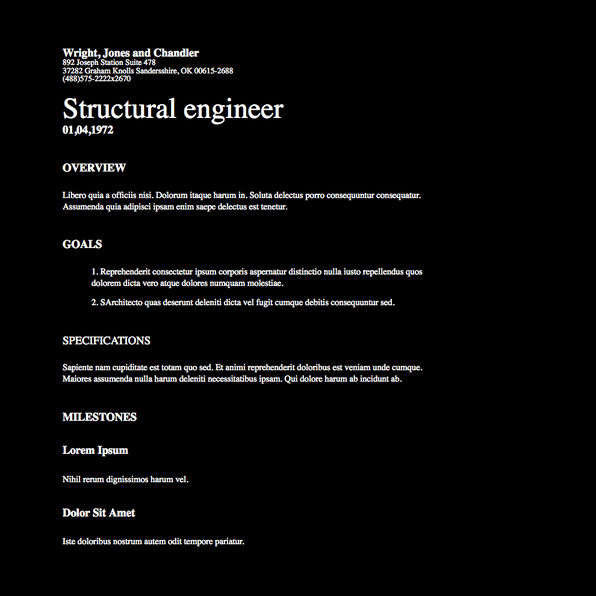 Wright, Jones and Chandler
892 Joseph Station Suite 478
37282 Graham Knolls Sandersshire, OK 00615-2688
(488)575-2222x2670
Structural engineer
01,04,1972
OVERVIEW
Libero quia a officiis nisi. Dolorum itaque harum in. Soluta delectus porro consequuntur consequatur.
Assumenda quia adipisci ipsam enim saepe delectus est tenetur.
GOALS
1. Reprehenderit consectetur ipsum corporis aspernatur distinctio nulla iusto repellendus quos
dolorem dicta vero atque dolores numquam molestiae.
2. SArchitecto quas deserunt deleniti dicta vel fugit cumque debitis consequuntur sed.
SPECIFICATIONS
Sapiente nam cupiditate est totam quo sed. Et animi reprehenderit doloribus est veniam unde cumque.
Maiores assumenda nulla harum deleniti necessitatibus ipsam. Qui dolore harum ab incidunt ab.
MILESTONES
Lorem Ipsum
Nihil rerum dignissimos harum vel.
Dolor Sit Amet
Iste doloribus nostrum autem odit tempore pariatur.